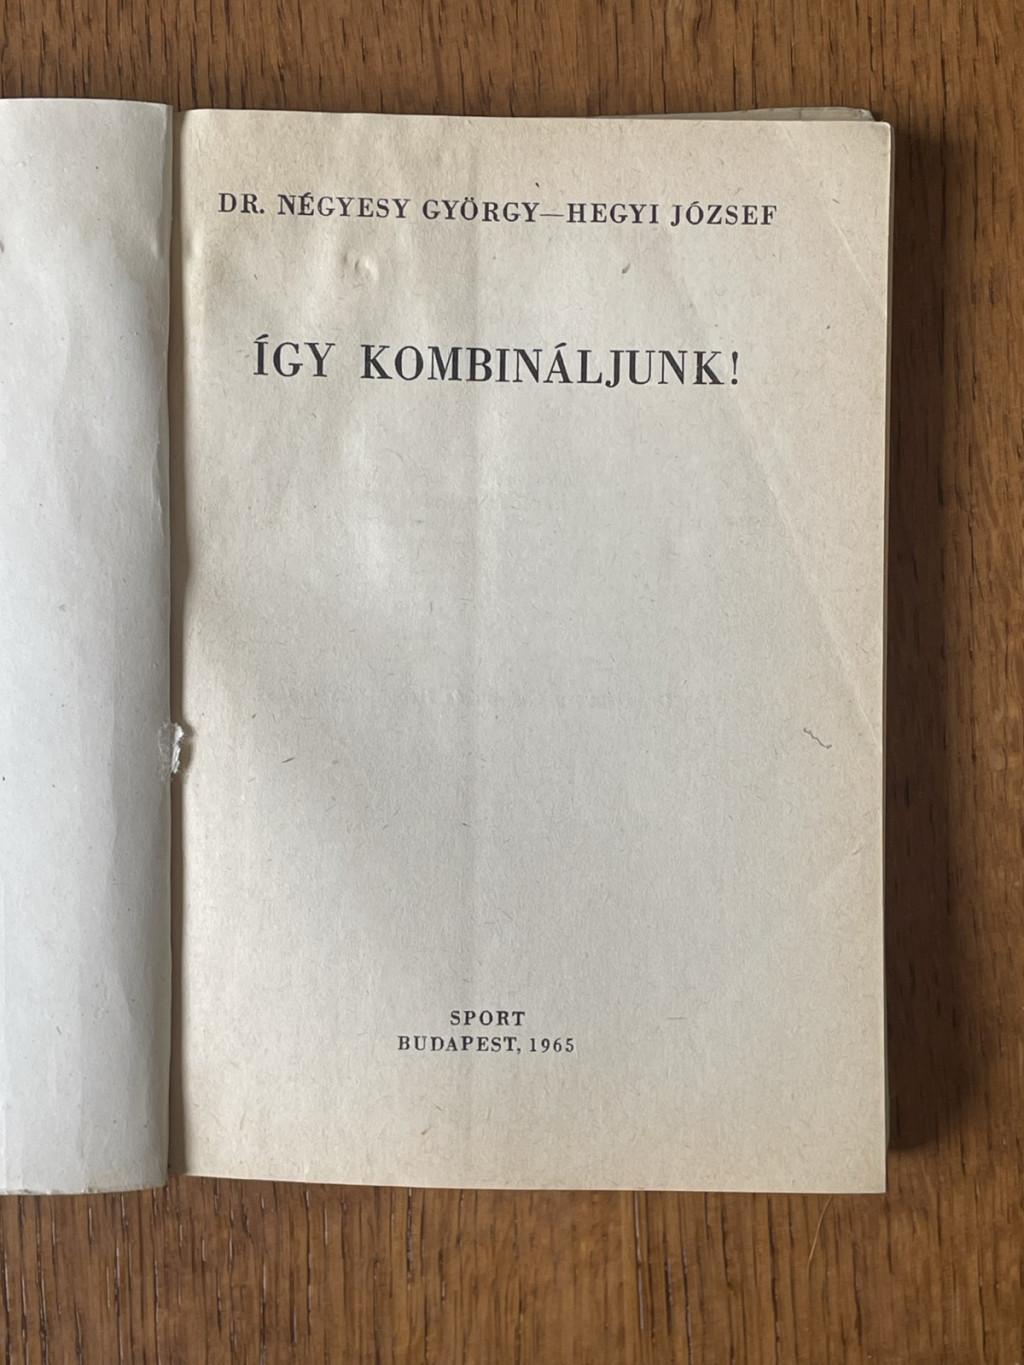 DR. NÉGYESY GYÖRGY—HEGYI JÓZSEF
ÍGY KOMBINÁLJUNK!
SPORT
BUDAPEST, 1965